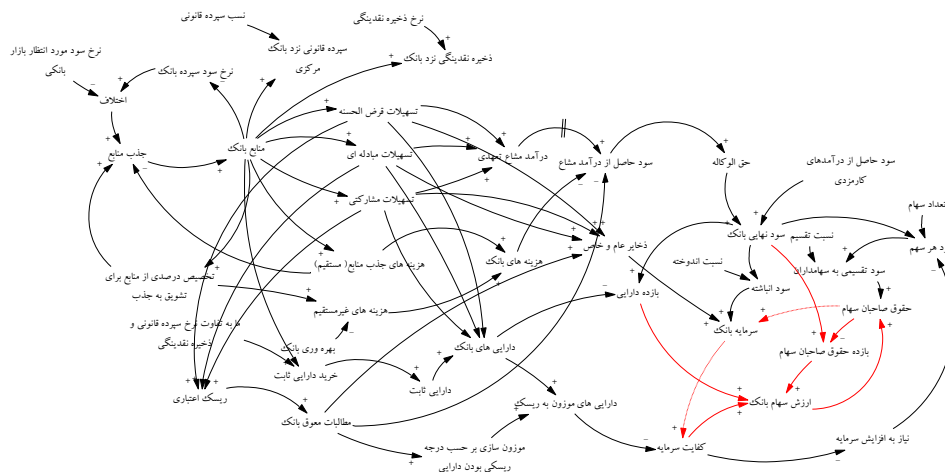 نسب سپرده قانونی
نرخ ذخیره نقدینگی
نرخ سود مورد انتظار بازار
بانکی
نرخ سود سپرده بانک
سپرده قانونی نزد بانک
مرکزی
ذخیره نقدینگی نزد بانک
اختلاف
تسهیلات قرض الحسنه
جذب منابع
منابع بانک
تسهیلات مبادله ای
درآمد مشاع تعهدی
سود حاصل از درآمد مشاع
حق الوکاله
سود حاصل از درآمدهای
کارمزدی
تسهیلات مشارکتی
تعداد سهام
هزینه های جذب منابع( مستقیم)
هزینه های بانک
ذخایر عام و خاص
سود نهایی بانک
نسبت تقسیم
د هر سهم
تخصیص درصدی از منابع برای
تشویق به جذب
نسبت اندوخته
سود تقسیمی به سهامداران
بازده دارایی
سود انباشته
هزینه های غیرمستقیم
حقوق صاحبان سهام
ما به تفاوت نرخ سپرده قانونی و
ذخیره نقدینگی
بهره وری بانک
دارایی های بانک
سرمایه بانک
بازده حقوق صاحبان سهام
خرید دارایی ثابت
دارایی ثابت
ریسک اعتباری
دارایی های موزون به ریسک
ارزش سهام بانک
مطالبات معوق بانک
موزون سازی بر حسب درجه
ریسکی بودن دارایی
کفایت سرمایه
نیاز به افزایش سرمایه